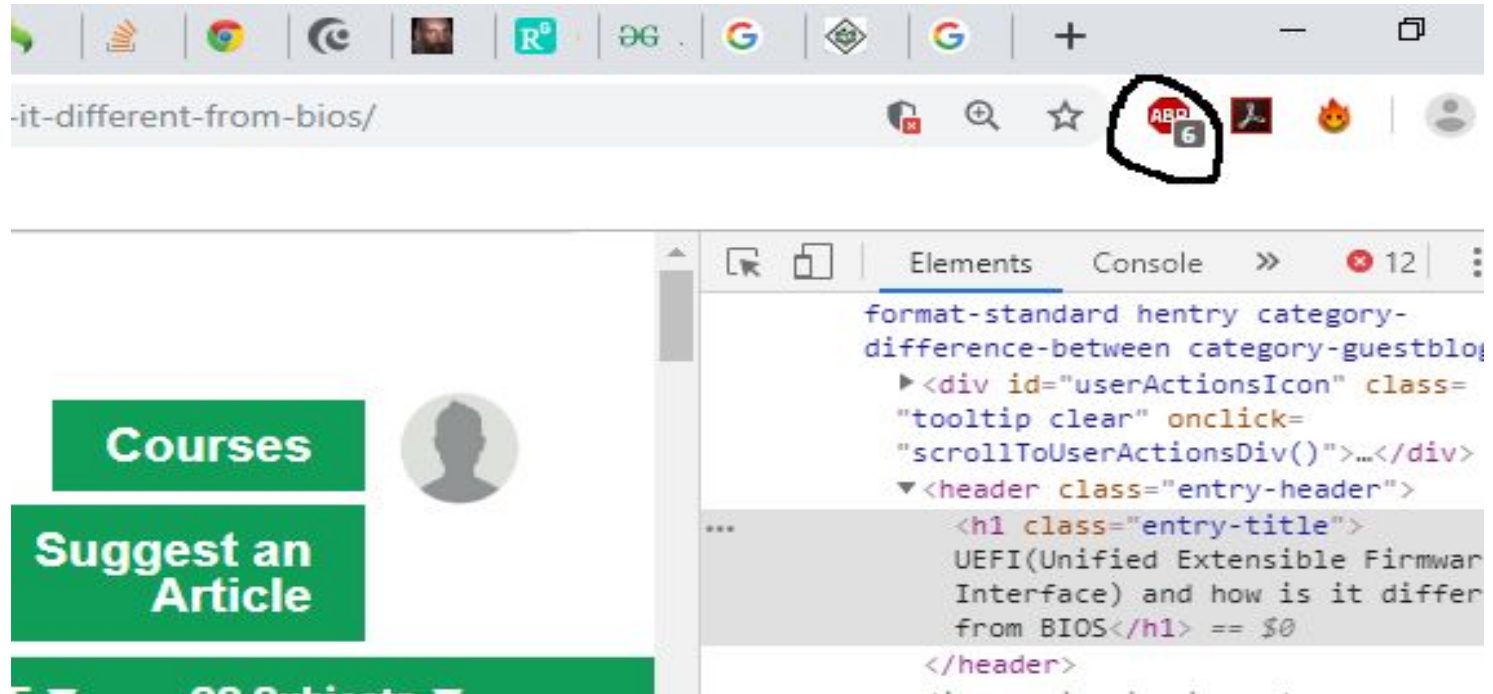 -it-different-from-bios/
ABP
6
Elements Console » 12
format-standard hentry category-
difference-between category-guestblog
<div id="userActionsIcon" class=
"tooltip clear" onclick=
"scrollToUserActionsDiv()">…</div>
<header class="entry-header">
<h1 class="entry-title">
UEFI(Unified Extensible Firmwar
Interface) and how is it differ
from BIOS</h1> == $0
</header>
Courses
Suggest an
Article